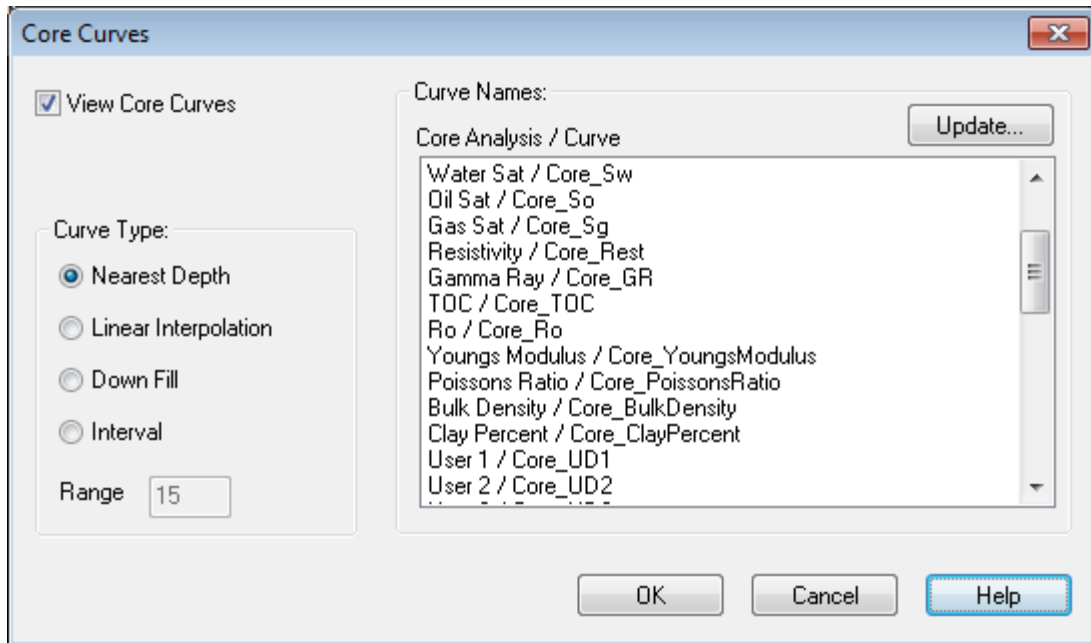 Core Curves
View Core Curves
Curve Type:
Nearest Depth
Linear Interpolation
Down Fill
Interval
Range 15
Curve Names:
Update...
Core Analysis / Curve
Water Sat / Core_Sw
Oil Sat / Core_So
Gas Sat / Core_Sg
Resistivity / Core_Rest
Gamma Ray / Core_GR
TOC / Core_TOC
Ro / Core_Ro
Youngs Modulus / Core_YoungsModulus
Poissons Ratio / Core_PoissonsRatio
Bulk Density / Core_BulkDensity
Clay Percent / Core_ClayPercent
User 1 / Core_UD1
User 2 / Core_UD2
OK Cancel Help